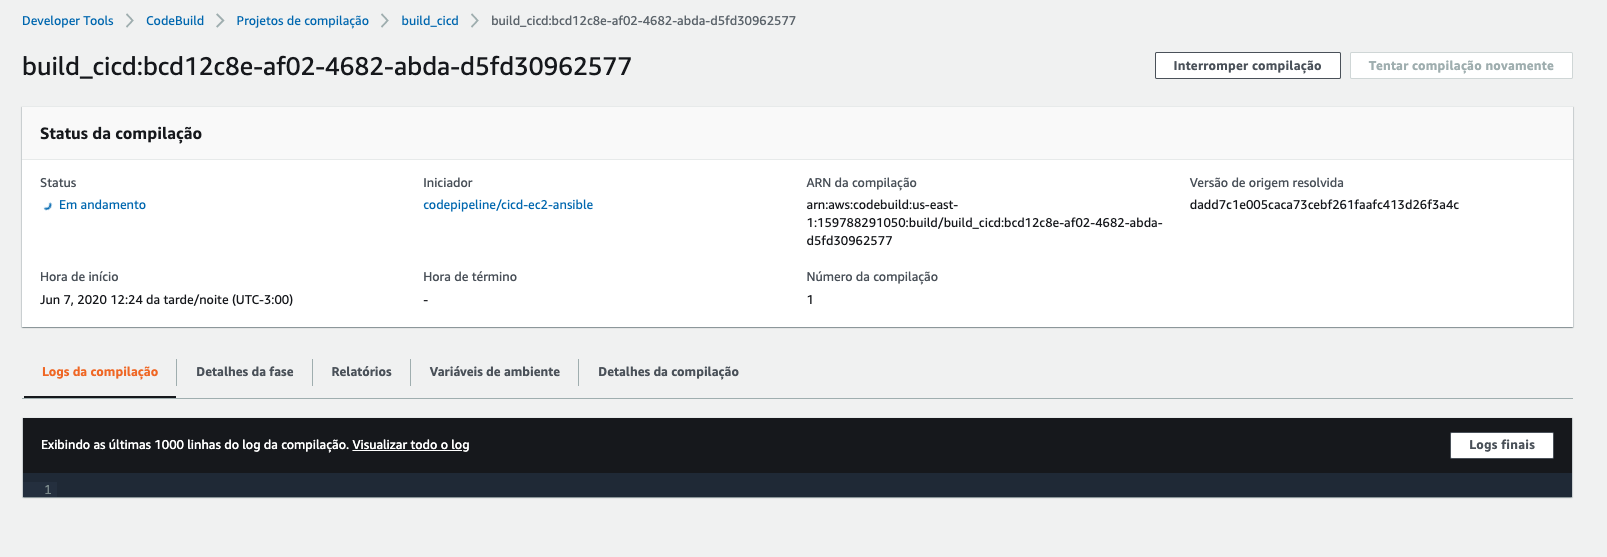 Developer Tools > CodeBuild > Projetos de compilação > build_cicd > build_cicd:bcd12c8e-af02-4682-abda-d5fd30962577
build_cicd:bcd12c8e-af02-4682-abda-d5fd30962577
Interromper compilação
Tentar compilação novamente
Status da compilação
Status
Em andamento
Iniciador
codepipeline/cicd-ec2-ansible
ARN da compilação
arn:aws:codebuild:us-east-
1:159788291050:build/build_cicd:bcd12c8e-af02-4682-abda-
d5fd30962577
Versão de origem resolvida
dadd7c1e005caca73cebf261faafc413d26f3a4c
Hora de início
Jun 7, 2020 12:24 da tarde/noite (UTC-3:00)
Hora de término
-
Número da compilação
1
Logs da compilação
Detalhes da fase
Relatórios
Variáveis de ambiente
Detalhes da compilação
Exibindo as últimas 1000 linhas do log da compilação. Visualizar todo o log
Logs finais
1